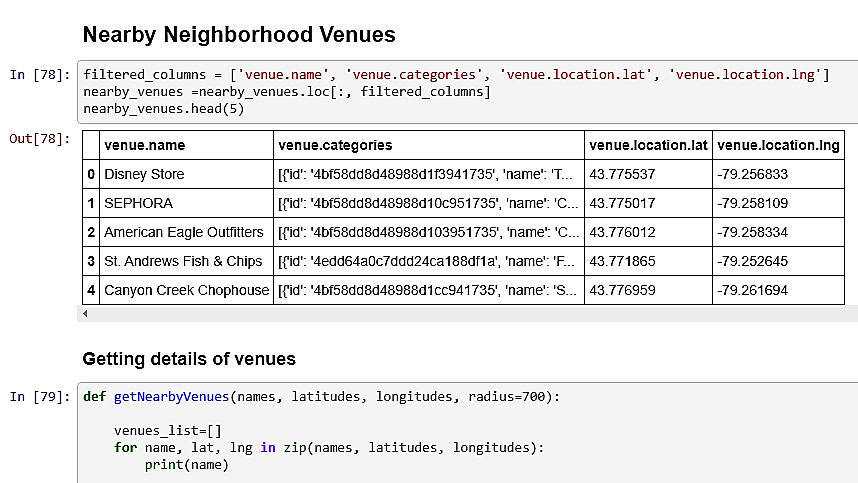 Nearby Neighborhood Venues
In [78]: filtered_columns = ['venue.name', 'venue.categories', 'venue.location.lat', 'venue.location.lng']
nearby_venues =nearby_venues.loc[:, filtered_columns]
nearby_venues.head(5)
Out[78]: venue.name venue.categories venue.location.lat venue.location.lng
0 Disney Store [{'id': '4bf58dd8d48988d1f3941735', 'name': 'T... 43.775537 -79.256833
1 SEPHORA [{'id': '4bf58dd8d48988d10c951735', 'name': 'C... 43.775017 -79.258109
2 American Eagle Outfitters [{'id': '4bf58dd8d48988d103951735', 'name': 'C... 43.776012 -79.258334
3 St. Andrews Fish & Chips [{'id': '4edd64a0c7ddd24ca188df1a', 'name': 'F... 43.771865 -79.252645
4 Canyon Creek Chophouse [{'id': '4bf58dd8d48988d1cc941735', 'name': 'S... 43.776959 -79.261694
Getting details of venues
In [79]: def getNearbyVenues(names, latitudes, longitudes, radius=700):
venues_list=[]
for name, lat, lng in zip(names, latitudes, longitudes):
print(name)